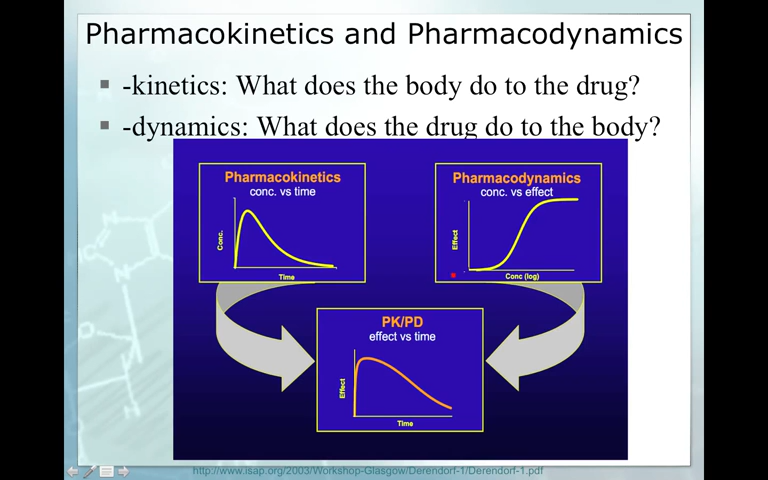 Pharmacokinetics and Pharmacodynamics
-kinetics: What does the body do to the drug?
-dynamics: What does the drug do to the body?
Pharmacokinetics
conc. vs time
Conc.
Time
Pharmacodynamics
conc. vs effect
Effect
Conc (log)
PK/PD
effect vs time
Effect
Time
http://www.isap.org/2003/Workshop-Glasgow/Derendorf-1/Derendorf-1.pdf